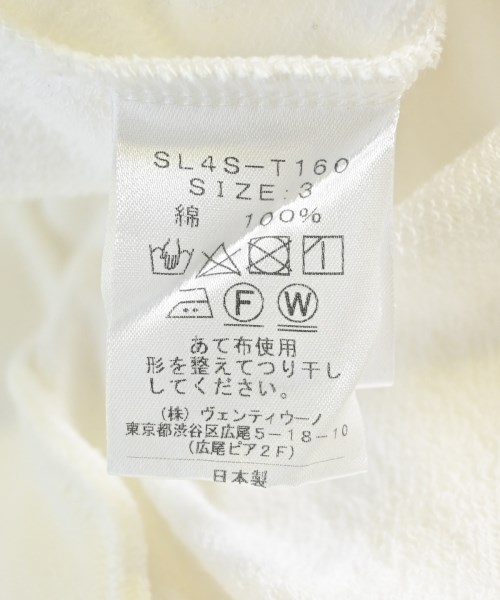 SL4S-T160
SIZE:3
綿 100%
F W
あて布使用
形を整えてつり干し
してください。
(株)ヴェンティウーノ
東京都渋谷区広尾5-18-10
(広尾ピア2F)
日本製